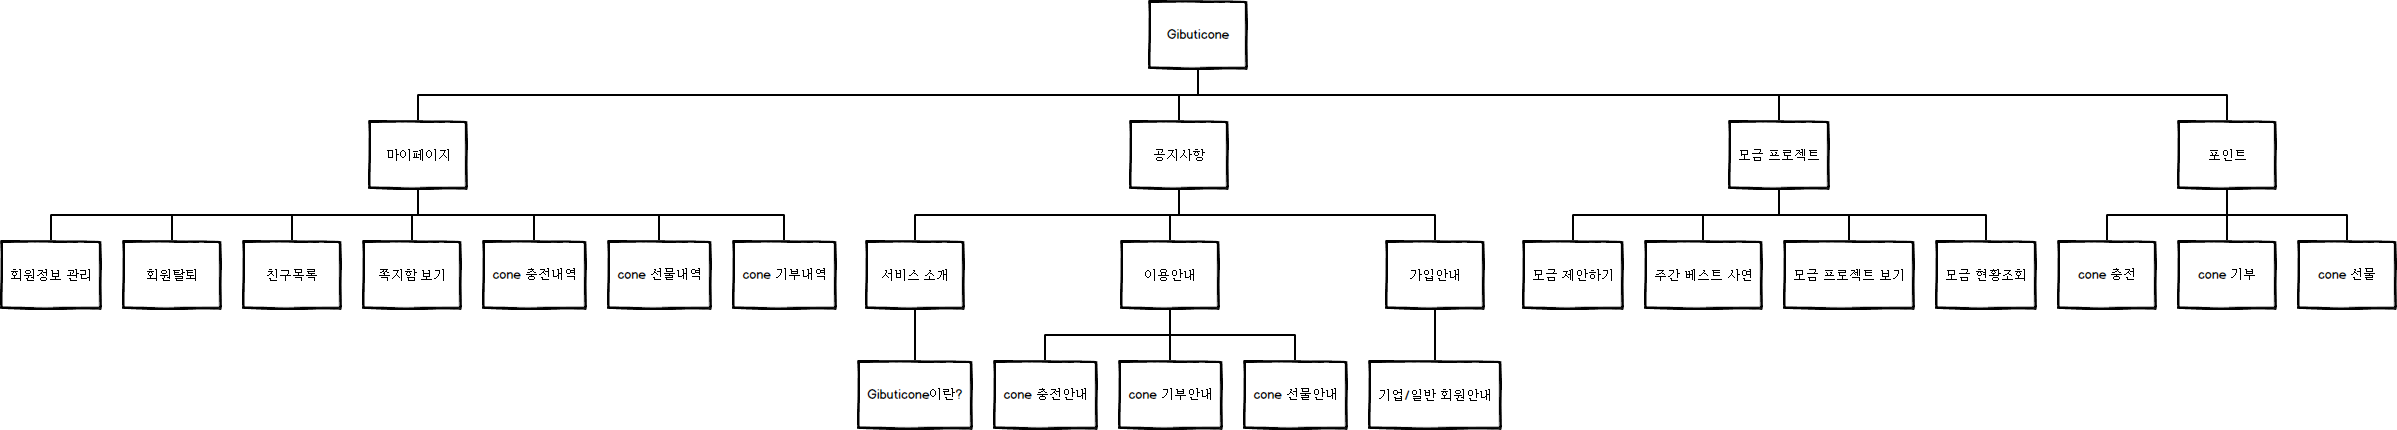 Gibuticone
마이페이지
공지사항
모금 프로젝트
포인트
회원정보 관리
회원탈퇴
친구목록
쪽지함 보기
cone 충전내역
cone 선물내역
cone 기부내역
서비스 소개
이용안내
가입안내
모금 제안하기
주간 베스트 사연
모금 프로젝트 보기
모금 현황조회
cone 충전
cone 기부
cone 선물
Gibuticone이란?
cone 충전안내
cone 기부안내
cone 선물안내
기업/일반 회원안내